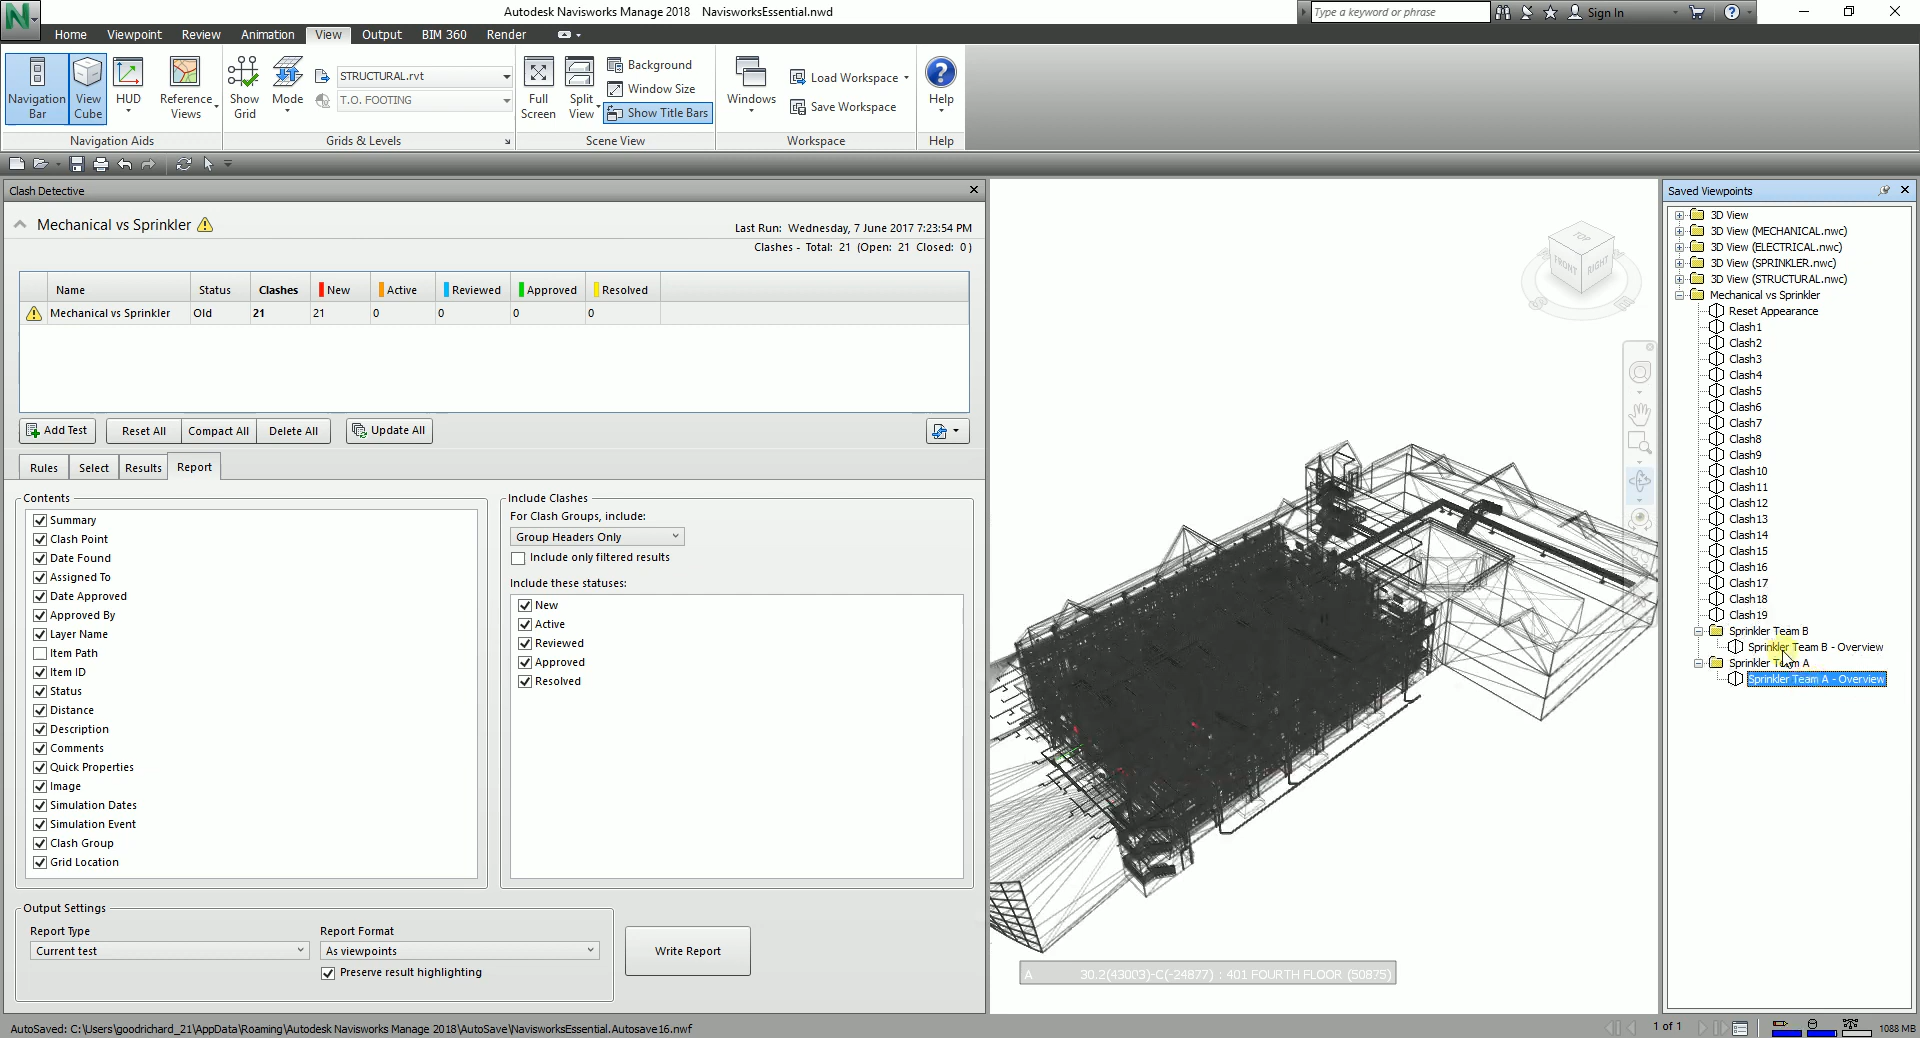 Autodesk Navisworks Manage 2018 NavisworksEssential.nwd
Type a keyword or phrase
Sign In
Home Viewpoint Review Animation View Output BIM 360 Render
Navigation Bar
View Cube
HUD
Reference Views
Navigation Aids
Show Grid
Mode
STRUCTURAL.rvt
T.O. FOOTING
Grids & Levels
Full Screen
Split View
Background
Window Size
Show Title Bars
Scene View
Windows
Load Workspace
Save Workspace
Workspace
Help
Help
Clash Detective
Mechanical vs Sprinkler
Last Run: Wednesday, 7 June 2017 7:23:54 PM
Clashes - Total: 21 (Open: 21 Closed: 0)
Name Status Clashes New Active Reviewed Approved Resolved
Mechanical vs Sprinkler Old 21 21 0 0 0 0
Add Test Reset All Compact All Delete All Update All
Rules Select Results Report
Contents
Summary
Clash Point
Date Found
Assigned To
Date Approved
Approved By
Layer Name
Item Path
Item ID
Status
Distance
Description
Comments
Quick Properties
Image
Simulation Dates
Simulation Event
Clash Group
Grid Location
Include Clashes
For Clash Groups, include:
Group Headers Only
Include only filtered results
Include these statuses:
New
Active
Reviewed
Approved
Resolved
Output Settings
Report Type
Current test
Report Format
As viewpoints
Preserve result highlighting
Write Report
TOP
FRONT
RIGHT
A 30.2(43003)-C(-24877) : 401 FOURTH FLOOR (50875)
Saved Viewpoints
3D View
3D View (MECHANICAL.nwc)
3D View (ELECTRICAL.nwc)
3D View (SPRINKLER.nwc)
3D View (STRUCTURAL.nwc)
Mechanical vs Sprinkler
Reset Appearance
Clash1
Clash2
Clash3
Clash4
Clash5
Clash6
Clash7
Clash8
Clash9
Clash10
Clash11
Clash12
Clash13
Clash14
Clash15
Clash16
Clash17
Clash18
Clash19
Sprinkler Team B
Sprinkler Team B - Overview
Sprinkler Team A
Sprinkler Team A - Overview
AutoSaved: C:\Users\goodrichard_21\AppData\Roaming\Autodesk Navisworks Manage 2018\AutoSave\NavisworksEssential.Autosave16.nwf
1 of 1
1088 MB